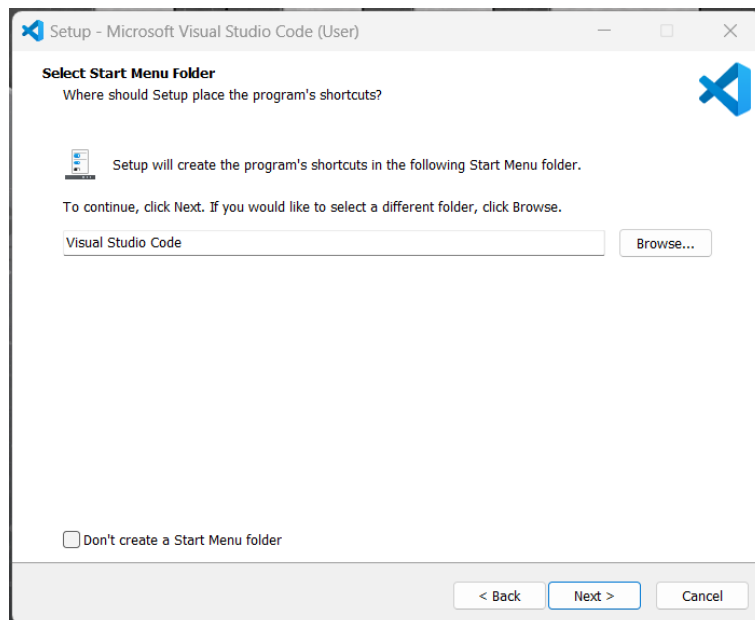 Setup - Microsoft Visual Studio Code (User)
Select Start Menu Folder
Where should Setup place the program's shortcuts?
Setup will create the program's shortcuts in the following Start Menu folder.
To continue, click Next. If you would like to select a different folder, click Browse.
Visual Studio Code
Browse...
Don't create a Start Menu folder
< Back
Next >
Cancel